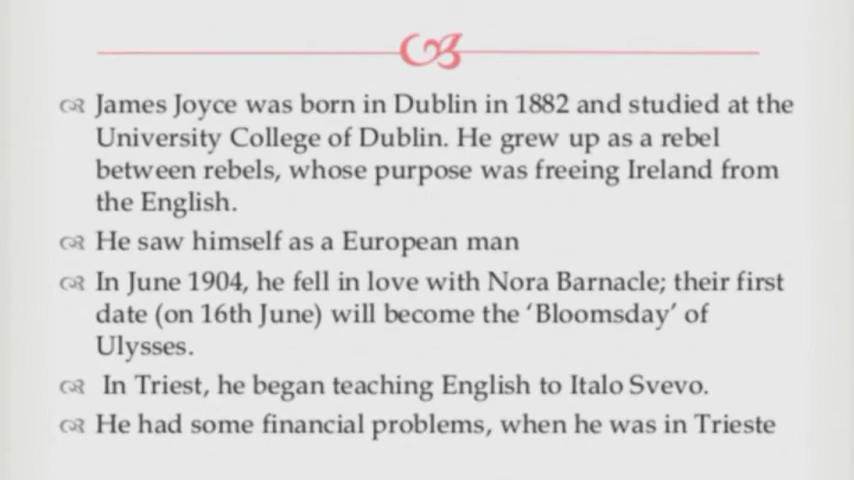 James Joyce was born in Dublin in 1882 and studied at the
University College of Dublin. He grew up as a rebel
between rebels, whose purpose was freeing Ireland from
the English.
He saw himself as a European man
In June 1904, he fell in love with Nora Barnacle; their first
date (on 16th June) will become the ‘Bloomsday’ of
Ulysses.
In Triest, he began teaching English to Italo Svevo.
He had some financial problems, when he was in Trieste